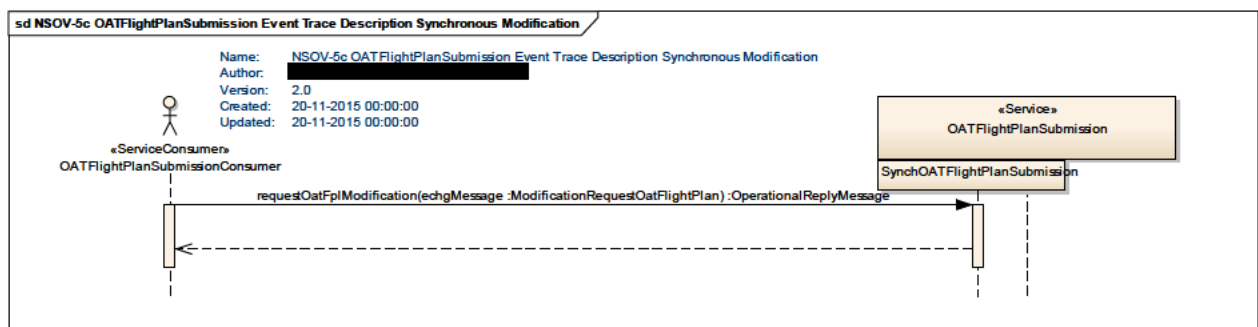 sd NSOV-5c OATFlightPlanSubmission Event Trace Description Synchronous Modification
Name: NSOV-5c OATFlightPlanSubmission Event Trace Description Synchronous Modification
Author:
Version: 2.0
Created: 20-11-2015 00:00:00
Updated: 20-11-2015 00:00:00
«ServiceConsumer»
OATFlightPlanSubmissionConsumer
«Service»
OATFlightPlanSubmission
SynchOATFlightPlanSubmission
requestOatFplModification(echgMessage :ModificationRequestOatFlightPlan) :OperationalReplyMessage